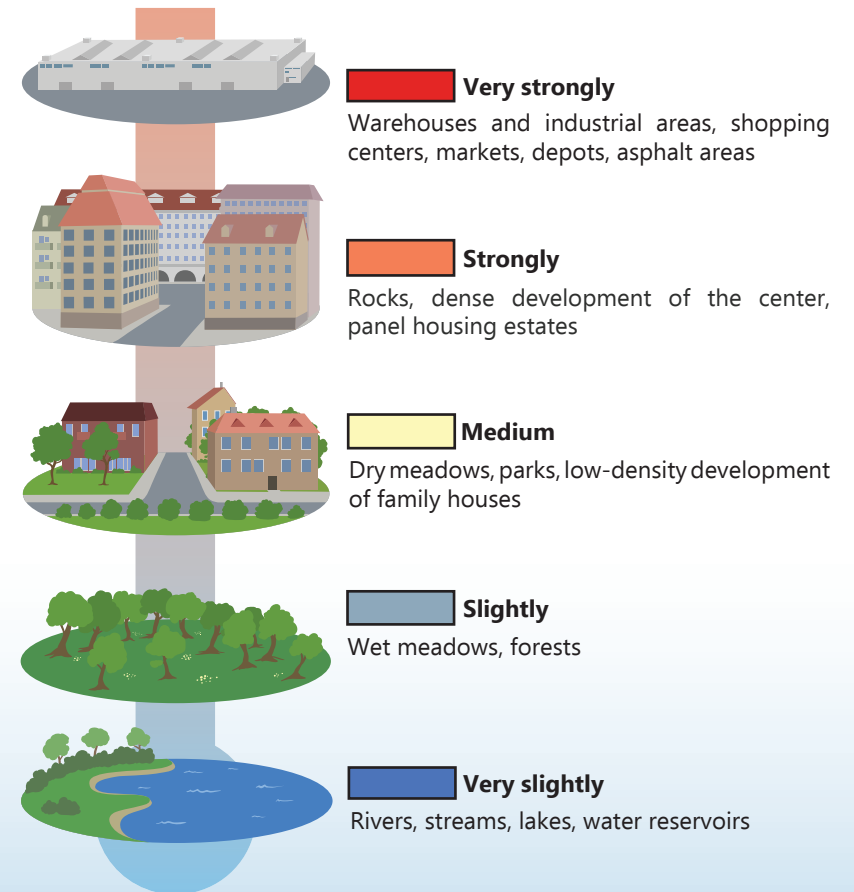 Very strongly
Warehouses and industrial areas, shopping
centers, markets, depots, asphalt areas
Strongly
Rocks, dense development of the center,
panel housing estates
Medium
Dry meadows, parks, low-density development
of family houses
Slightly
Wet meadows, forests
Very slightly
Rivers, streams, lakes, water reservoirs